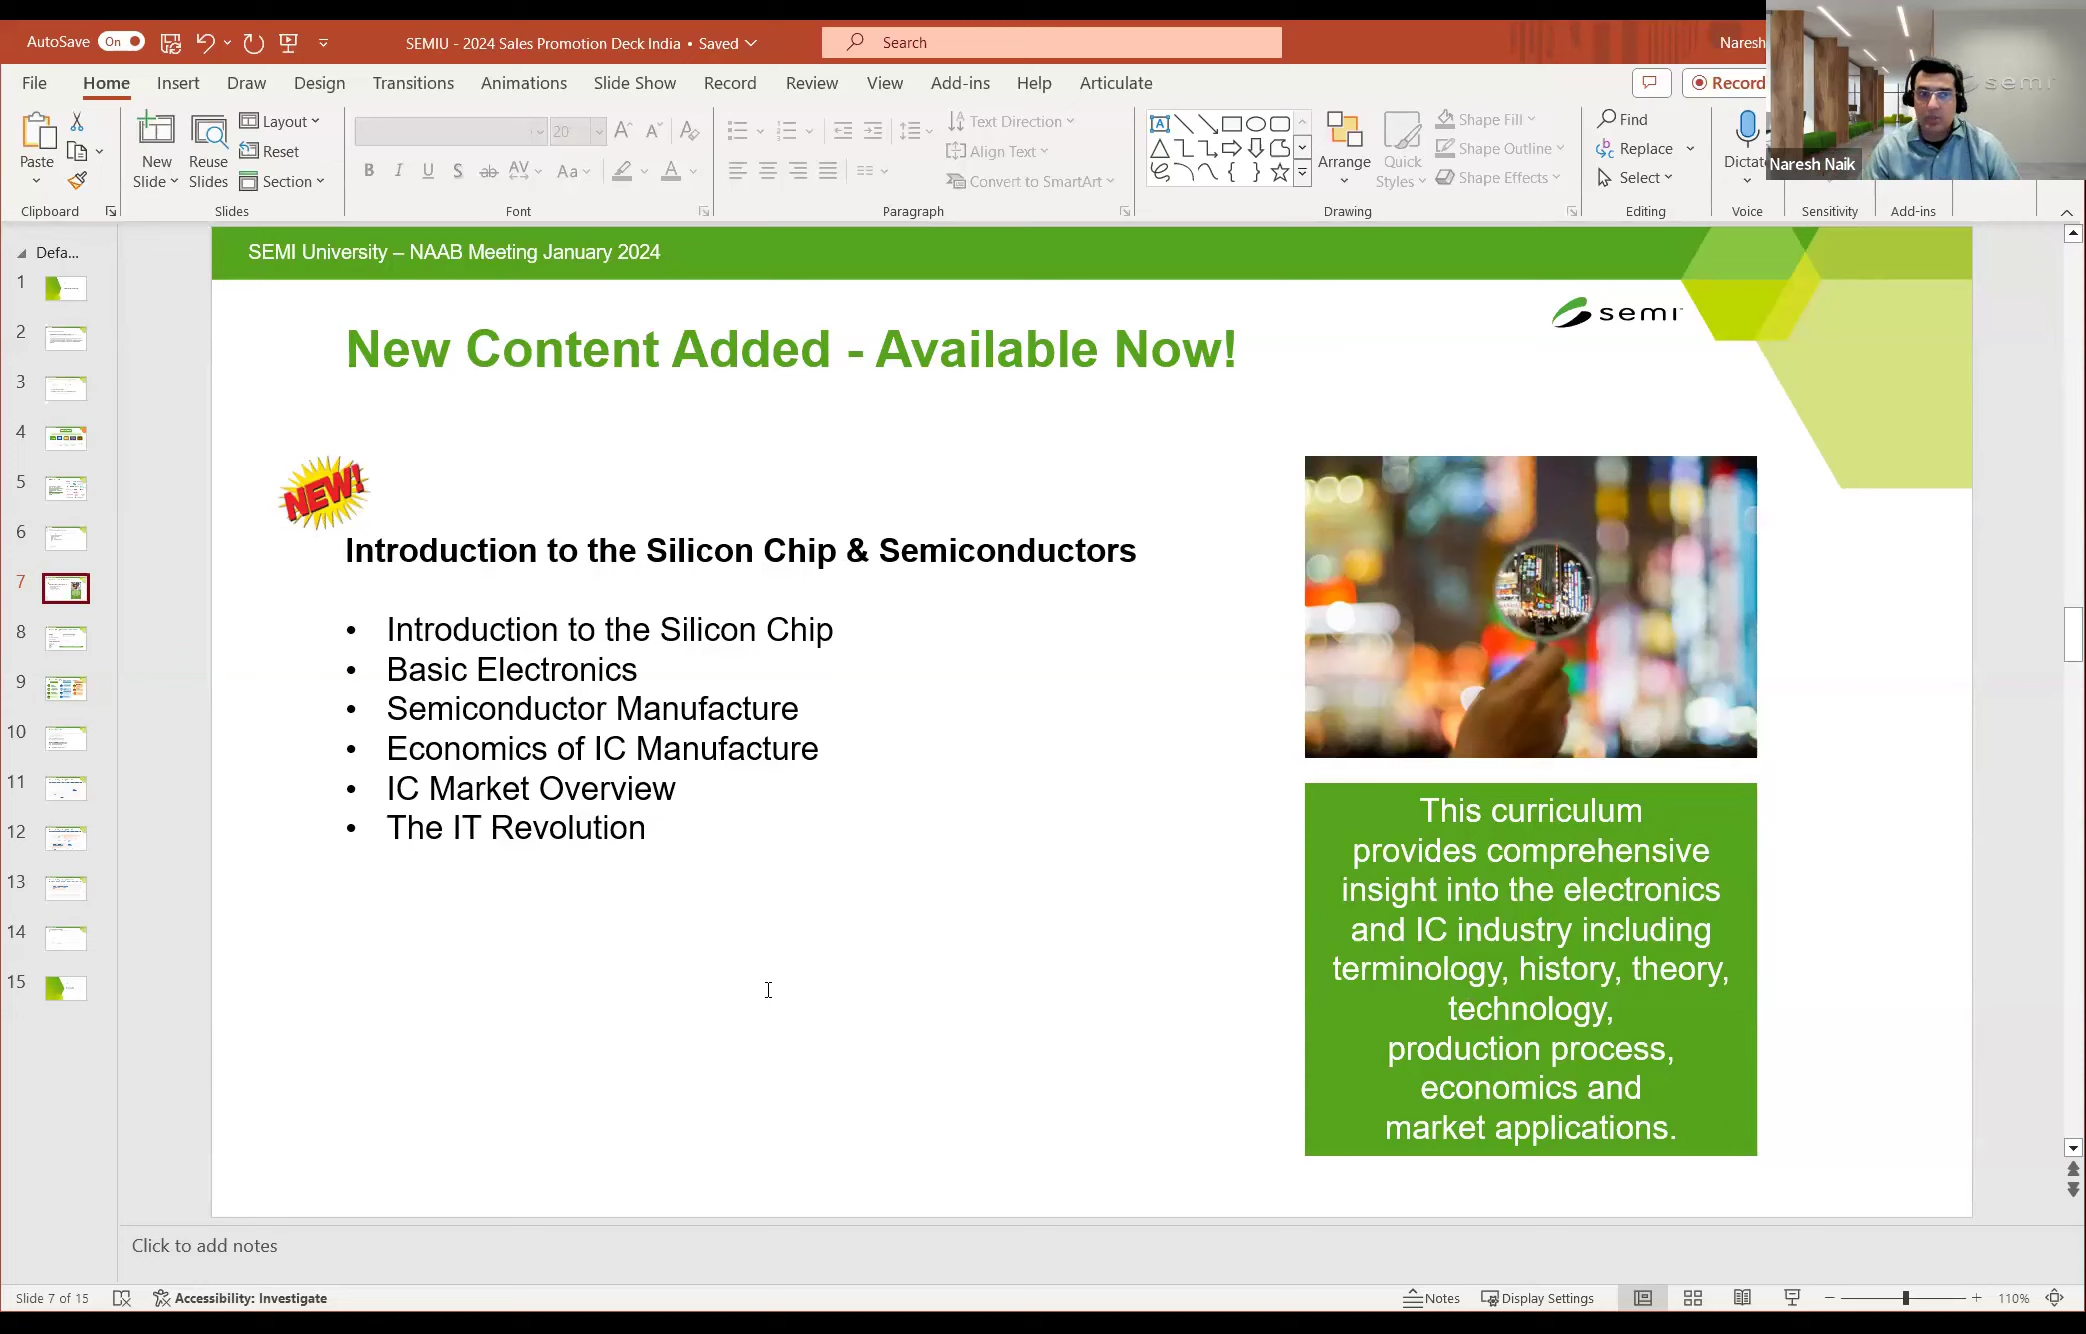 AutoSave On SEMIU - 2024 Sales Promotion Deck India • Saved Search Naresh
File Home Insert Draw Design Transitions Animations Slide Show Record Review View Add-ins Help Articulate Record
Paste
New Slide
Reuse Slides
Layout
Reset
Section
20
B I U S ab AV Aa A
Text Direction
Align Text
Convert to SmartArt
Arrange
Quick Styles
Shape Fill
Shape Outline
Shape Effects
Find
Replace
Select
Dictat
Naresh Naik
semi
Clipboard Slides Font Paragraph Drawing Editing Voice Sensitivity Add-ins
Defa...
1
2
3
4
5
6
7
8
9
10
11
12
13
14
15
SEMI University – NAAB Meeting January 2024
semi
New Content Added - Available Now!
NEW!
Introduction to the Silicon Chip & Semiconductors
• Introduction to the Silicon Chip
• Basic Electronics
• Semiconductor Manufacture
• Economics of IC Manufacture
• IC Market Overview
• The IT Revolution
This curriculum
provides comprehensive
insight into the electronics
and IC industry including
terminology, history, theory,
technology,
production process,
economics and
market applications.
Click to add notes
Slide 7 of 15 Accessibility: Investigate Notes Display Settings 110%